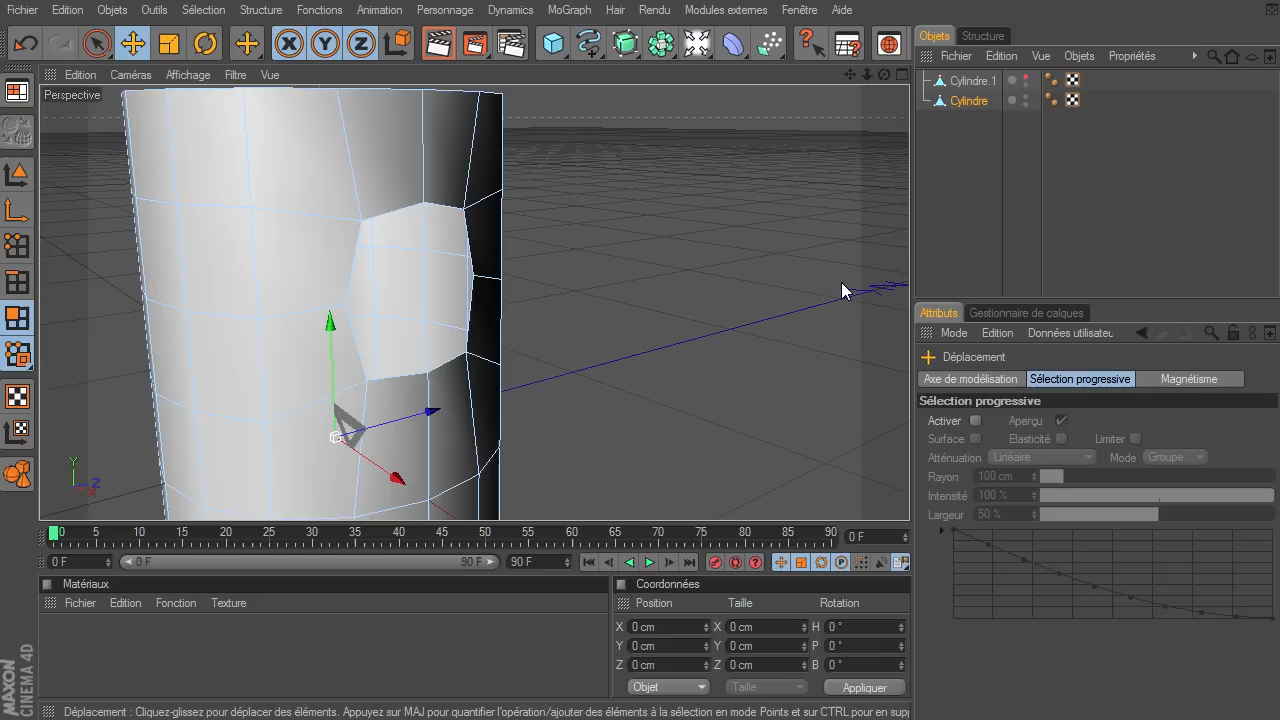 Fichier Edition Objets Outils Sélection Structure Fonctions Animation Personnage Dynamics MoGraph Hair Rendu Modules externes Fenêtre Aide
X Y Z
Objets Structure
Fichier Edition Vue Objets Propriétés
Edition Caméras Affichage Filtre Vue
Perspective
Cylindre.1
Cylindre
Attributs Gestionnaire de calques
Mode Edition Données utilisateu
Déplacement
Axe de modélisation Sélection progressive Magnétisme
Sélection progressive
Activer Aperçu
Surface Elasticité Limiter
Atténuation Linéaire Mode Groupe
Rayon 100 cm
Intensité 100 %
Largeur 50 %
Y
Z
X
0 5 10 15 20 25 30 35 40 45 50 55 60 65 70 75 80 85 90 0 F
0 F 0 F 90 F 90 F
Matériaux
Fichier Edition Fonction Texture
Coordonnées
Position Taille Rotation
X 0 cm X 0 cm H 0 °
Y 0 cm Y 0 cm P 0 °
Z 0 cm Z 0 cm B 0 °
Objet Taille Appliquer
MAXON
CINEMA 4D
Déplacement : Cliquez-glissez pour déplacer des éléments. Appuyez sur MAJ pour quantifier l'opération/ajouter des éléments à la sélection en mode Points et sur CTRL pour en supp